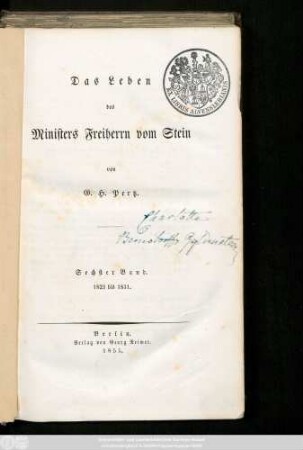 Das Leben
des
Ministers Freiherrn vom Stein
von
G. H. Pertz.
Charlotte
Sechster Band.
1823 bis 1831.
Berlin.
Verlag von Georg Reimer.
1855.